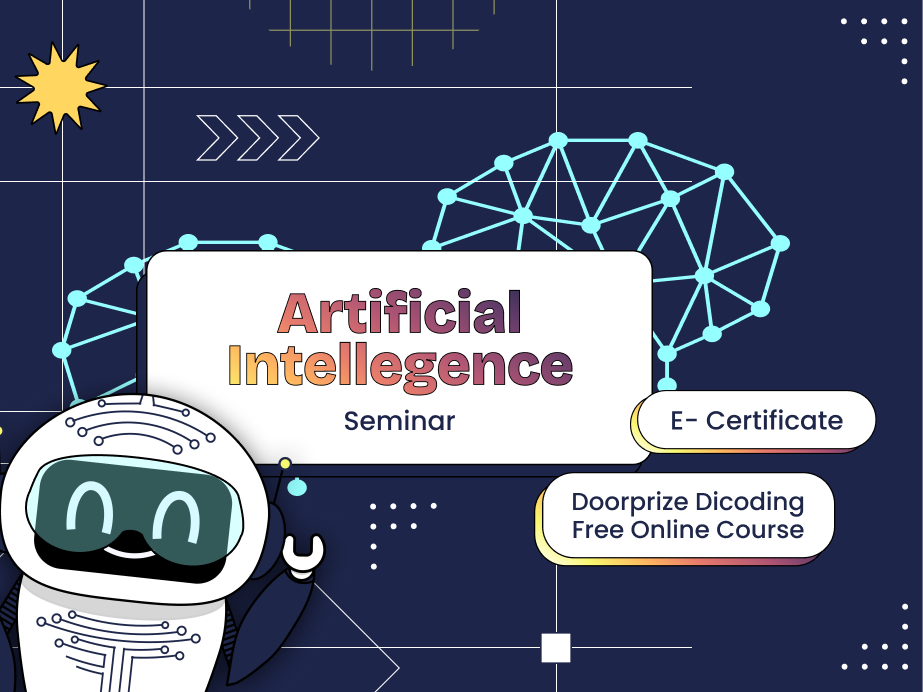 Artificial
Intellegence
Seminar
E- Certificate
Doorprize Dicoding
Free Online Course